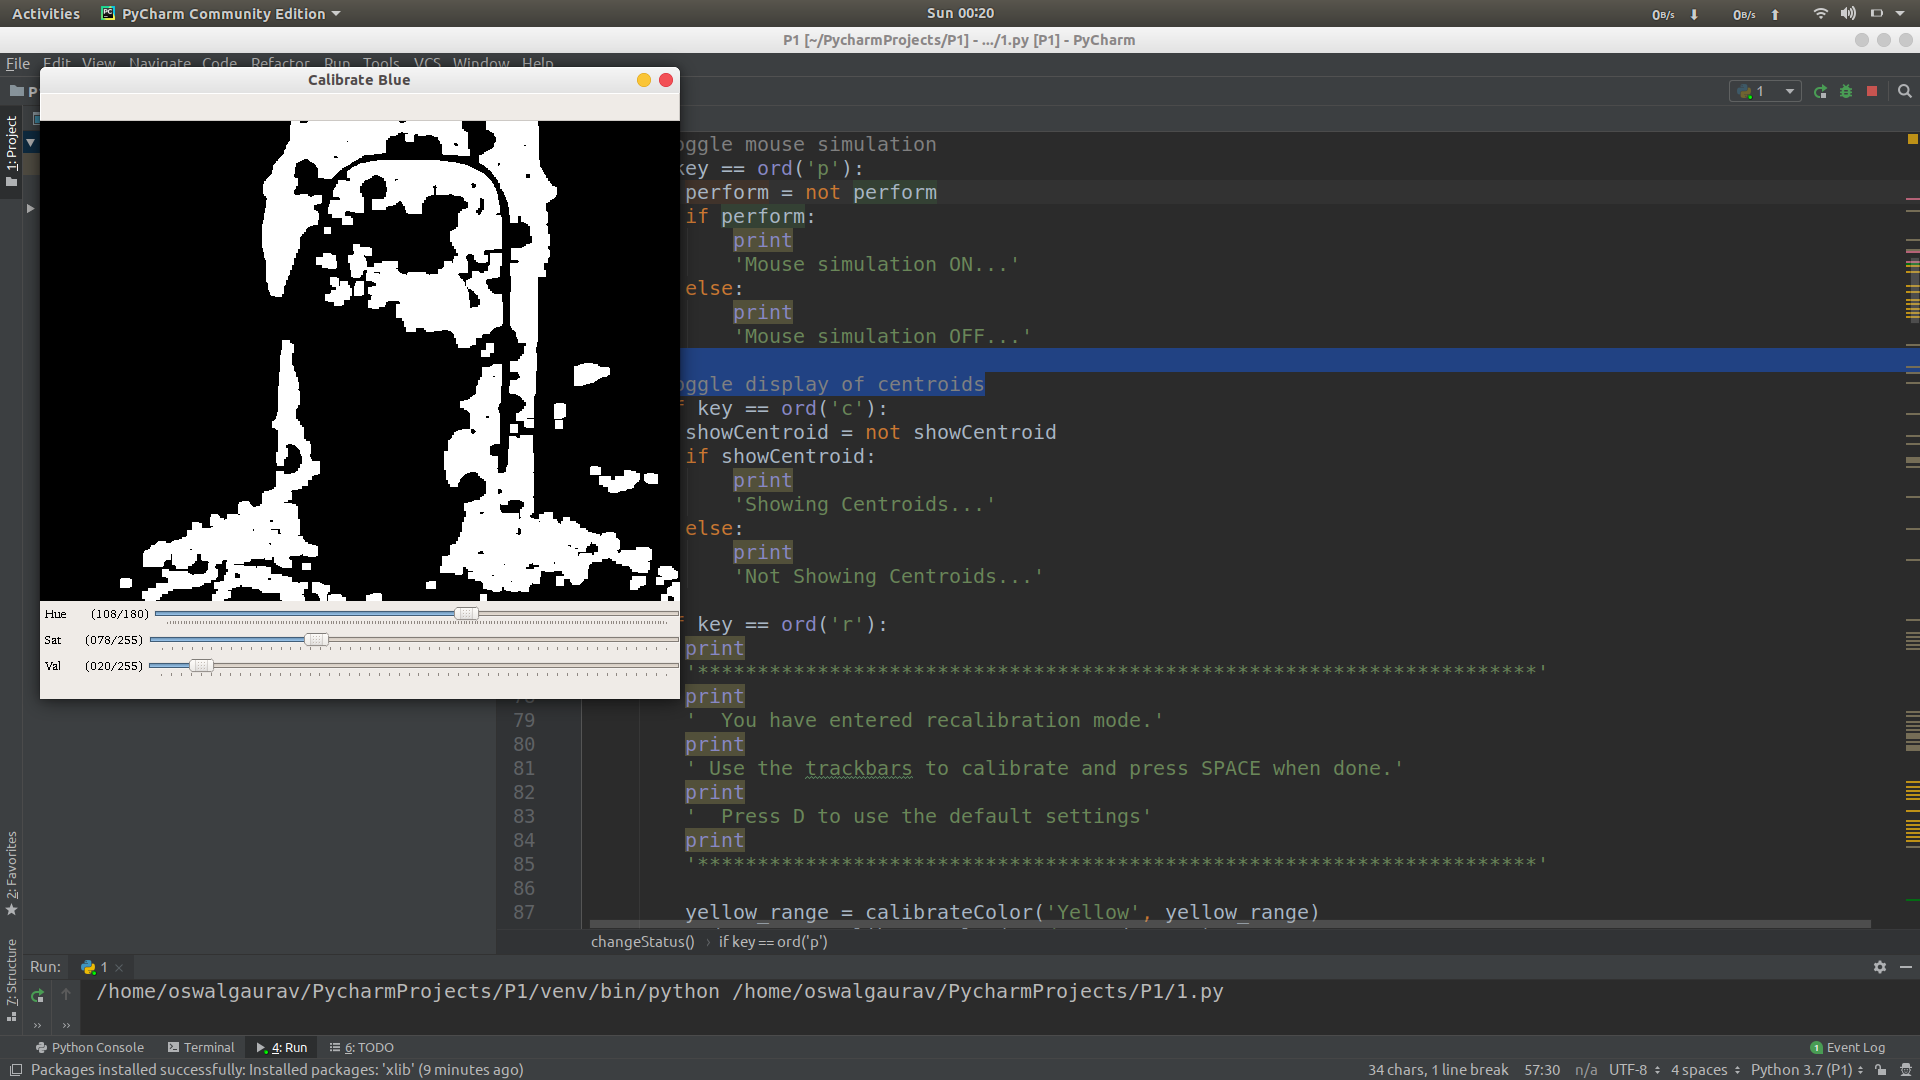 Activities PyCharm Community Edition Sun 00:20 0B/s 0B/s
P1 [~/PycharmProjects/P1] - .../1.py [P1] - PyCharm
File Edit View Navigate Code Refactor Run Tools VCS Window Help
Calibrate Blue
1
1: Project
oggle mouse simulation
key == ord('p'):
perform = not perform
if perform:
print
'Mouse simulation ON...'
else:
print
'Mouse simulation OFF...'
oggle display of centroids
key == ord('c'):
showCentroid = not showCentroid
if showCentroid:
print
'Showing Centroids...'
else:
print
'Not Showing Centroids...'
Hue (108/180)
Sat (078/255)
Val (020/255)
key == ord('r'):
print
'**********************************************************************'
print
79 '  You have entered recalibration mode.'
80 print
81 ' Use the trackbars to calibrate and press SPACE when done.'
82 print
83 '  Press D to use the default settings'
84 print
85 '**********************************************************************'
86
87 yellow_range = calibrateColor('Yellow', yellow_range)
changeStatus() › if key == ord('p')
2: Favorites
7: Structure
Run: 1
/home/oswalgaurav/PycharmProjects/P1/venv/bin/python /home/oswalgaurav/PycharmProjects/P1/1.py
Python Console Terminal 4: Run 6: TODO 1 Event Log
Packages installed successfully: Installed packages: 'xlib' (9 minutes ago) 34 chars, 1 line break 57:30 n/a UTF-8 4 spaces Python 3.7 (P1)